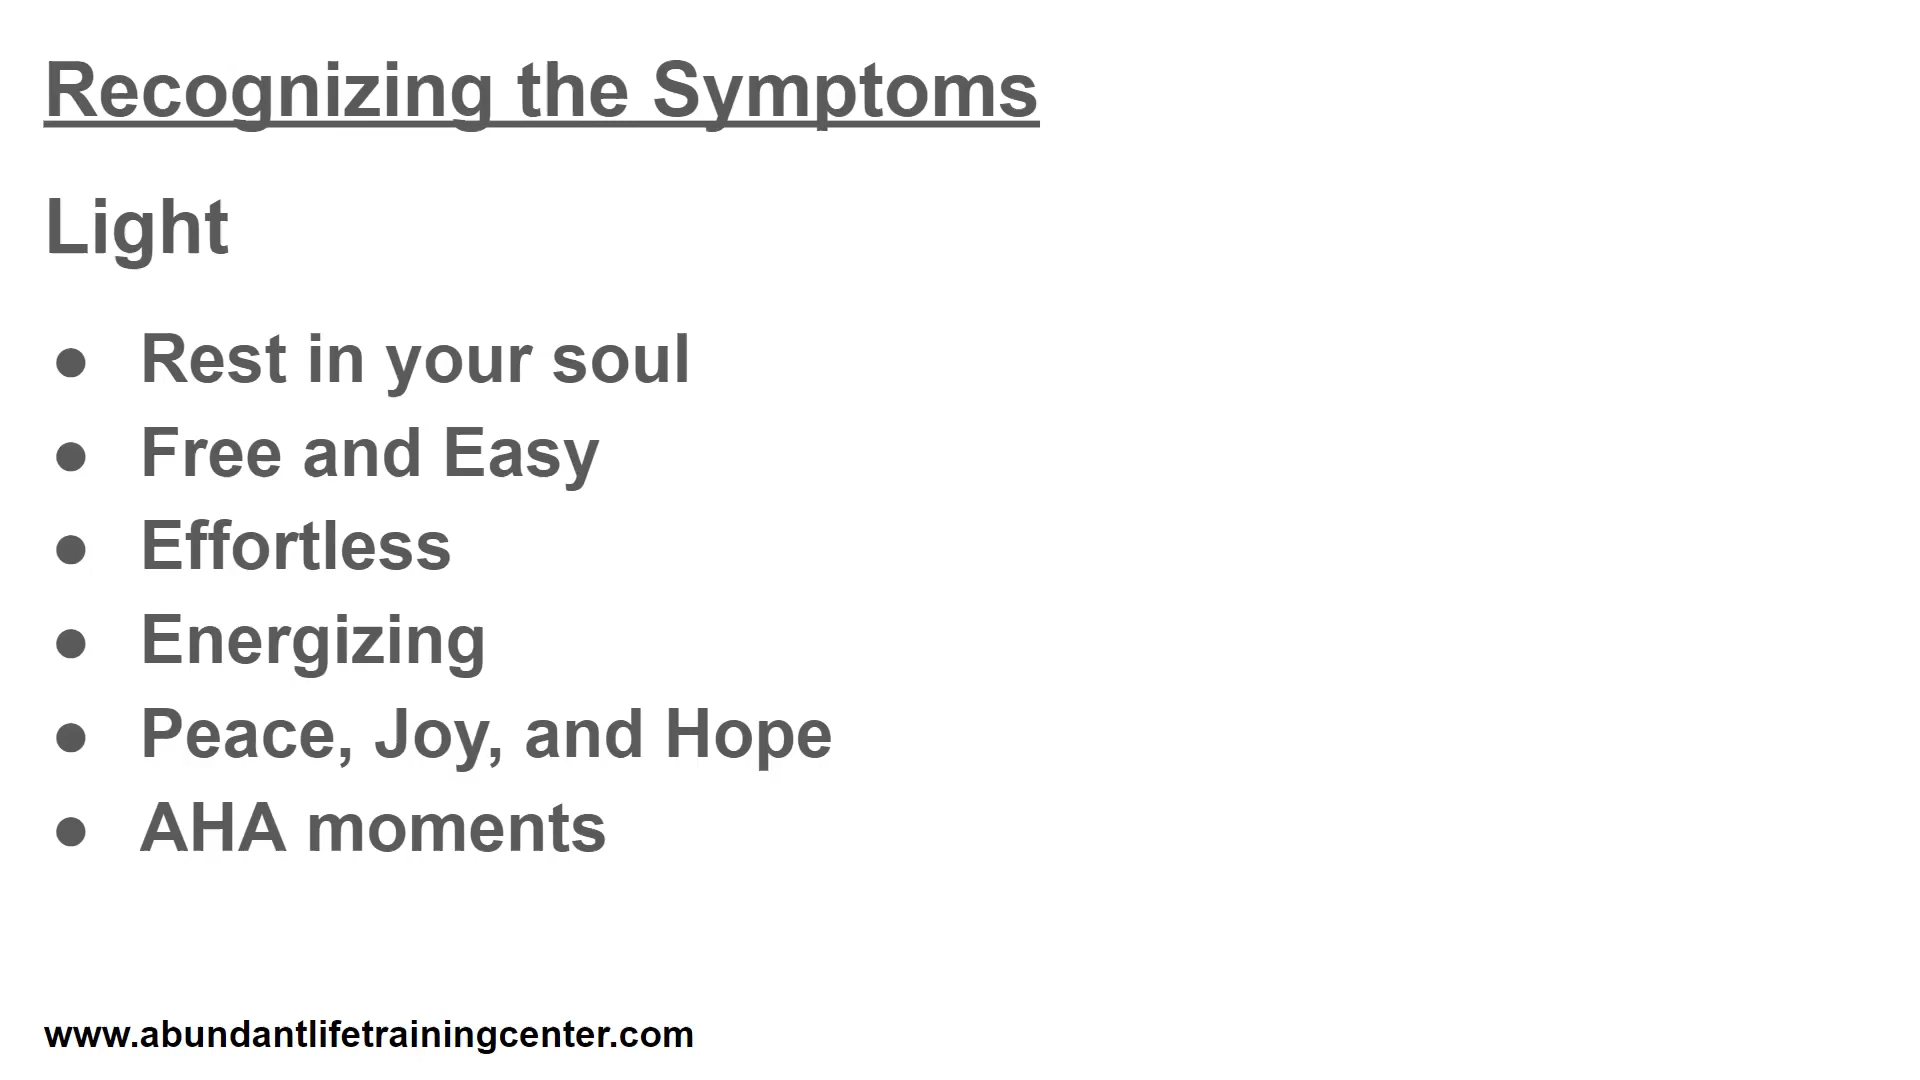 Recognizing the Symptoms
Light
● Rest in your soul
● Free and Easy
● Effortless
● Energizing
● Peace, Joy, and Hope
● AHA moments
www.abundantlifetrainingcenter.com